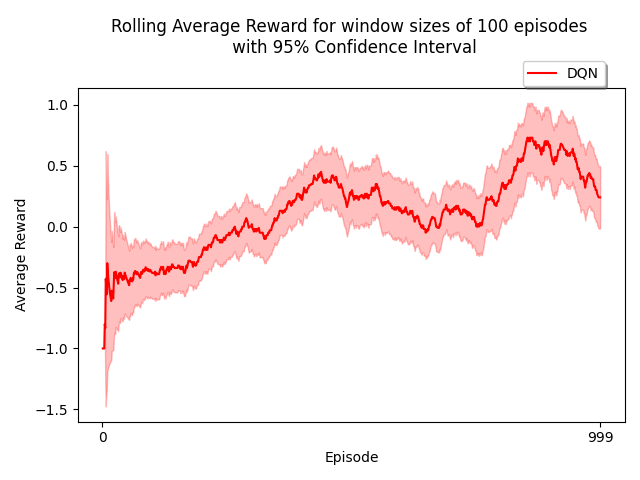 Rolling Average Reward for window sizes of 100 episodes
with 95% Confidence Interval
DQN
1.0
0.5
0.0
−0.5
−1.0
−1.5
Average Reward
0
999
Episode